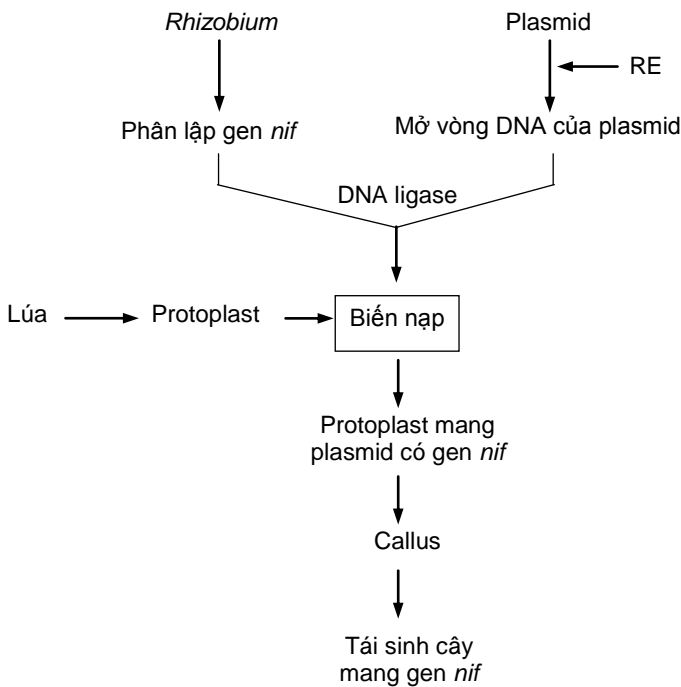 Rhizobium
Plasmid
RE
Phân lập gen nif
Mở vòng DNA của plasmid
DNA ligase
Lúa
Protoplast
Biến nạp
Protoplast mang
plasmid có gen nif
Callus
Tái sinh cây
mang gen nif